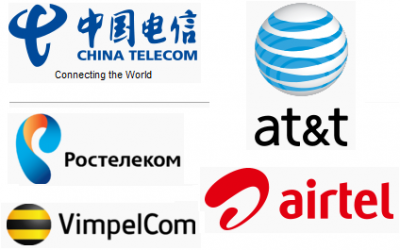 中国电信
CHINA TELECOM
Connecting the World
at&t
Ростелеком
airtel
VimpelCom